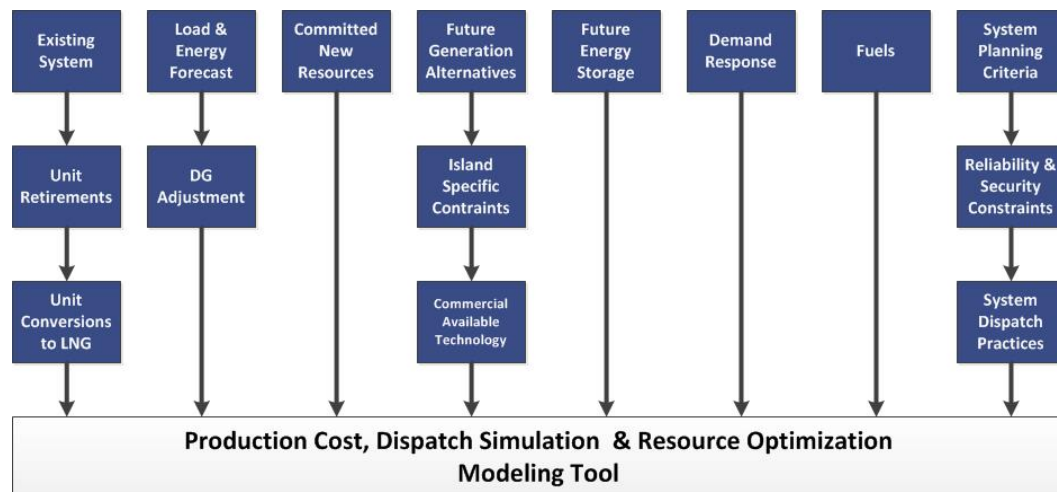 Existing
System
Load &
Energy
Forecast
Committed
New
Resources
Future
Generation
Alternatives
Future
Energy
Storage
Demand
Response
Fuels
System
Planning
Criteria
Unit
Retirements
DG
Adjustment
Island
Specific
Contraints
Reliability &
Security
Constraints
Unit
Conversions
to LNG
Commercial
Available
Technology
System
Dispatch
Practices
Production Cost, Dispatch Simulation & Resource Optimization
Modeling Tool